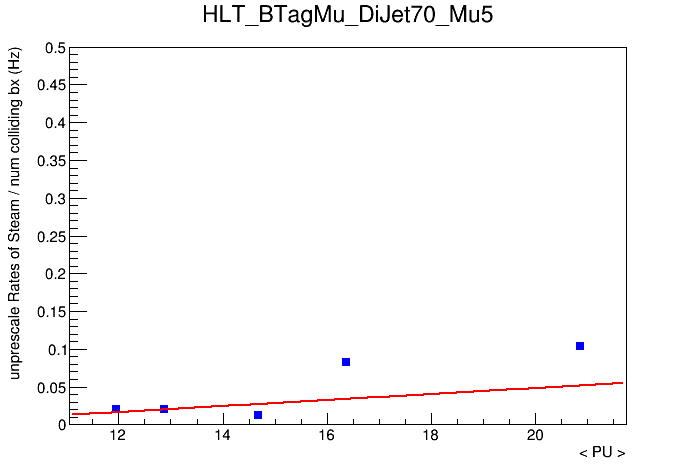 HLT_BTagMu_DiJet70_Mu5
unprescale Rates of Steam / num colliding bx (Hz)
0.5
0.45
0.4
0.35
0.3
0.25
0.2
0.15
0.1
0.05
0
12 14 16 18 20
< PU >